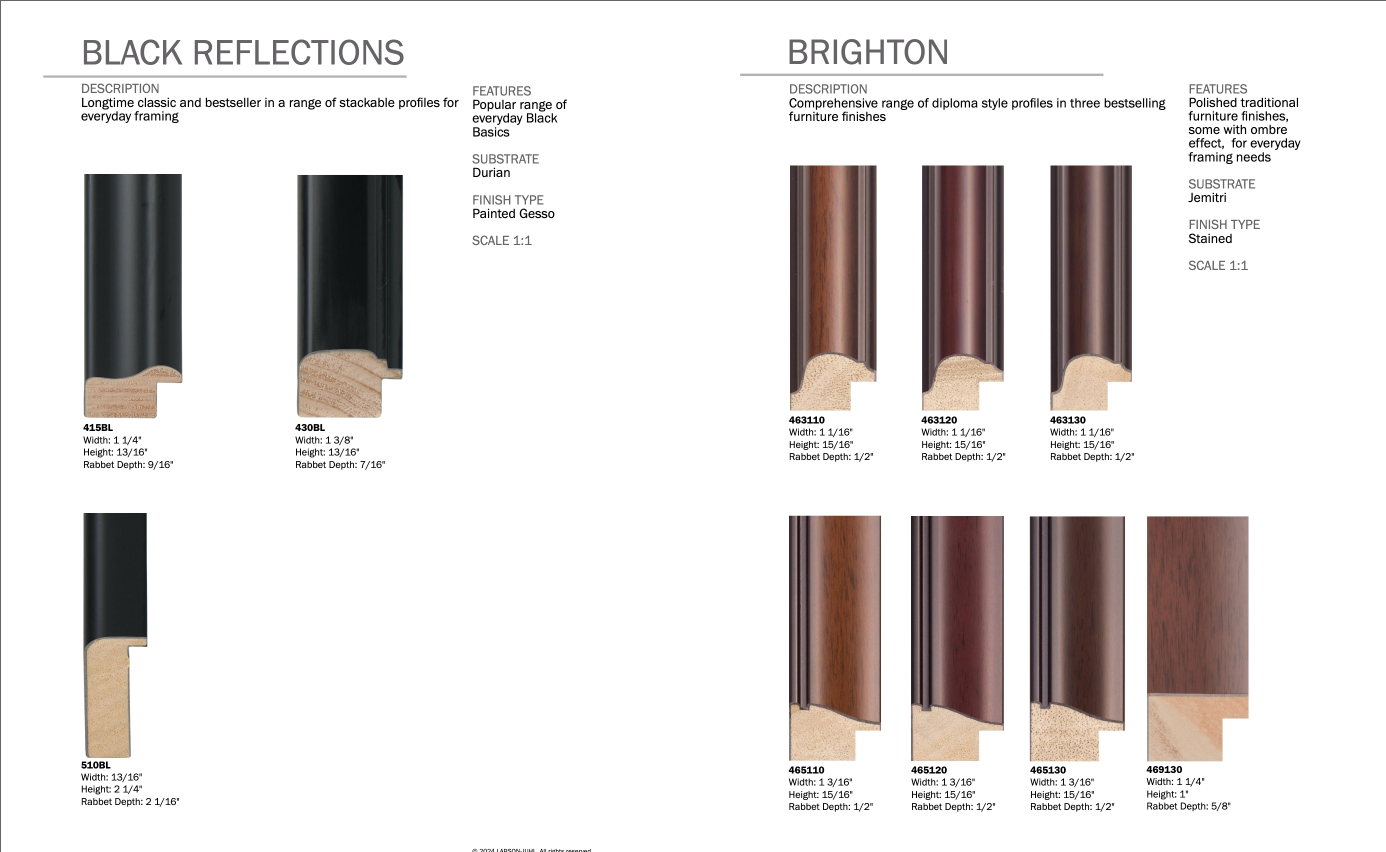 BLACK REFLECTIONS
DESCRIPTION
Longtime classic and bestseller in a range of stackable profiles for
everyday framing
FEATURES
Popular range of
everyday Black
Basics
SUBSTRATE
Durian
FINISH TYPE
Painted Gesso
SCALE 1:1
415BL
Width: 1 1/4"
Height: 13/16"
Rabbet Depth: 9/16"
430BL
Width: 1 3/8"
Height: 13/16"
Rabbet Depth: 7/16"
510BL
Width: 13/16"
Height: 2 1/4"
Rabbet Depth: 2 1/16"
© 2024 LARSON-JUHL. All rights reserved
BRIGHTON
DESCRIPTION
Comprehensive range of diploma style profiles in three bestselling
furniture finishes
FEATURES
Polished traditional
furniture finishes,
some with ombre
effect,  for everyday
framing needs
SUBSTRATE
Jemitri
FINISH TYPE
Stained
SCALE 1:1
463110
Width: 1 1/16"
Height: 15/16"
Rabbet Depth: 1/2"
463120
Width: 1 1/16"
Height: 15/16"
Rabbet Depth: 1/2"
463130
Width: 1 1/16"
Height: 15/16"
Rabbet Depth: 1/2"
465110
Width: 1 3/16"
Height: 15/16"
Rabbet Depth: 1/2"
465120
Width: 1 3/16"
Height: 15/16"
Rabbet Depth: 1/2"
465130
Width: 1 3/16"
Height: 15/16"
Rabbet Depth: 1/2"
469130
Width: 1 1/4"
Height: 1"
Rabbet Depth: 5/8"